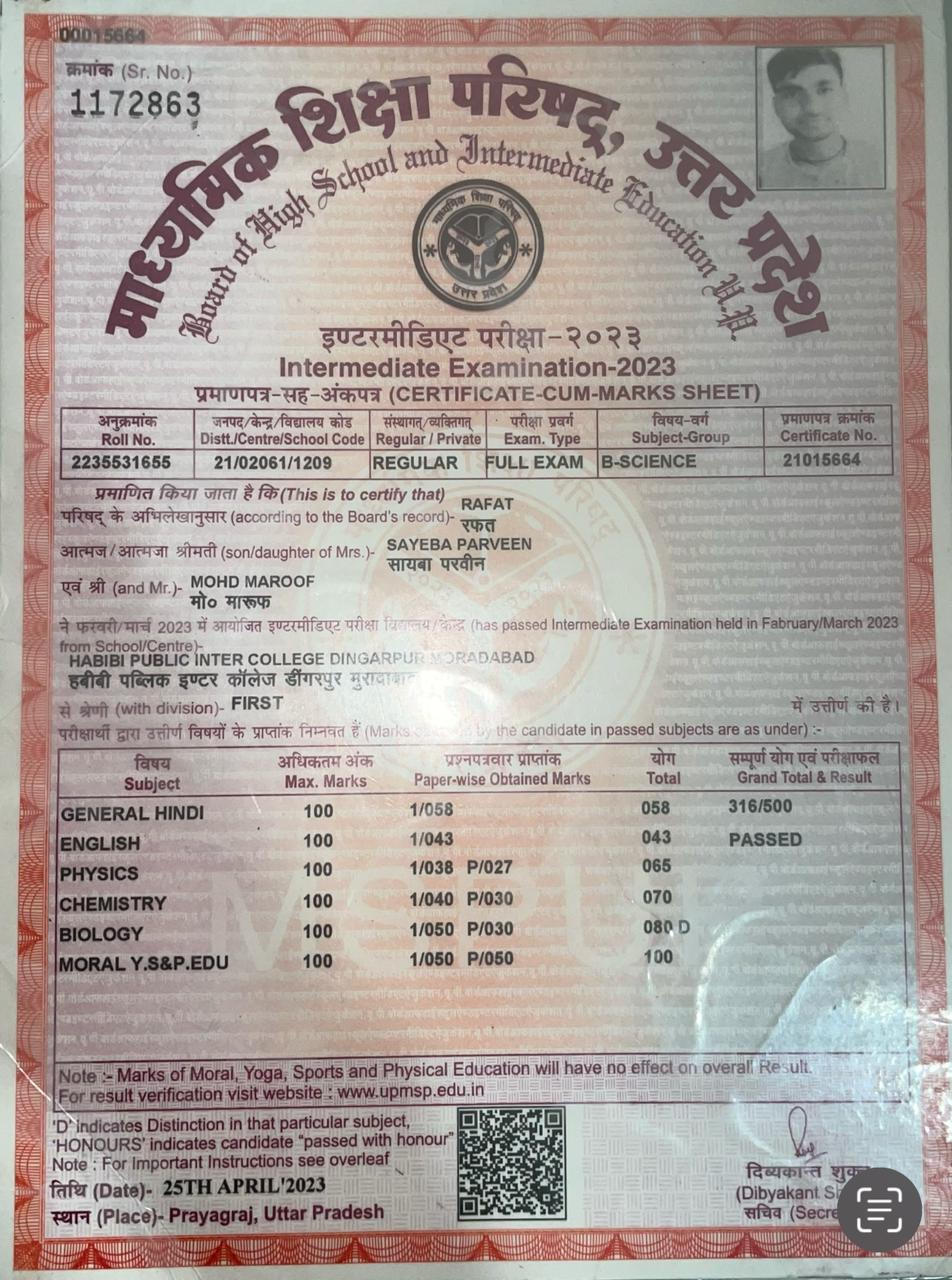 00015664
क्रमांक (Sr. No.)
1172863
माध्यमिक शिक्षा परिषद्, उत्तर प्रदेश
Board of High School and Intermediate Education U.P.
माध्यमिक शिक्षा परिषद
उत्तर प्रदेश
इण्टरमीडिएट परीक्षा-२०२३
Intermediate Examination-2023
प्रमाणपत्र-सह-अंकपत्र (CERTIFICATE-CUM-MARKS SHEET)
अनुक्रमांक जनपद/केन्द्र/विद्यालय कोड संस्थागत्/व्यक्तिगत् परीक्षा प्रवर्ग विषय-वर्ग प्रमाणपत्र क्रमांक
Roll No. Distt./Centre/School Code Regular / Private Exam. Type Subject-Group Certificate No.
2235531655 21/02061/1209 REGULAR FULL EXAM B-SCIENCE 21015664
प्रमाणित किया जाता है कि (This is to certify that)
परिषद् के अभिलेखानुसार (according to the Board's record)- RAFAT
रफत
आत्मज/आत्मजा श्रीमती (son/daughter of Mrs.)- SAYEBA PARVEEN
सायबा परवीन
एवं श्री (and Mr.)- MOHD MAROOF
मो० मारूफ
ने फरवरी/मार्च 2023 में आयोजित इण्टरमीडिएट परीक्षा विद्यालय/केन्द्र (has passed Intermediate Examination held in Fabruary/March 2023
from School/Centre)-
HABIBI PUBLIC INTER COLLEGE DINGARPUR MORADABAD
हबीबी पब्लिक इण्टर कॉलेज डींगरपुर मुरादाबाद
से श्रेणी (with division)- FIRST में उत्तीर्ण की है।
परीक्षार्थी द्वारा उत्तीर्ण विषयों के प्राप्तांक निम्नवत हैं (Marks by the candidate in passed subjects are as under) :-
विषय अधिकतम अंक प्रश्नपत्रवार प्राप्तांक योग सम्पूर्ण योग एवं परीक्षाफल
Subject Max. Marks Paper-wise Obtained Marks Total Grand Total & Result
GENERAL HINDI 100 1/058 058 316/500
ENGLISH 100 1/043 043 PASSED
PHYSICS 100 1/038 P/027 065
CHEMISTRY 100 1/040 P/030 070
BIOLOGY 100 1/050 P/030 080 D
MORAL Y.S&P.EDU 100 1/050 P/050 100
Note :- Marks of Moral, Yoga, Sports and Physical Education will have no effect on overall Result.
For result verification visit website : www.upmsp.edu.in
'D' indicates Distinction in that particular subject,
'HONOURS' indicates candidate "passed with honour"
Note : For Important Instructions see overleaf
तिथि (Date)- 25TH APRIL'2023
स्थान (Place)- Prayagraj, Uttar Pradesh
दिव्यकान्त
(Dibyakant
सचिव